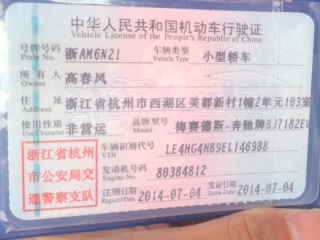 中华人民共和国机动车行驶证
Vehicle License of the People's Republic of China
号牌号码 浙AM6N21 车辆类型 小型轿车
Plate No. Vehicle Type
所有人 高春凤
Owner
住址 浙江省杭州市西湖区美都新村1幢2单元103室
Address
使用性质 非营运 品牌型号 梅赛德斯-奔驰牌BJ7182EV
Use Character Model
浙江省杭州
市公安局交
通警察支队
车辆识别代号 LE4HG4HB9EL146988
VIN
发动机号码 80384812
Engine No.
注册日期 2014-07-04 发证日期 2014-07-04
Register Date Issue Date